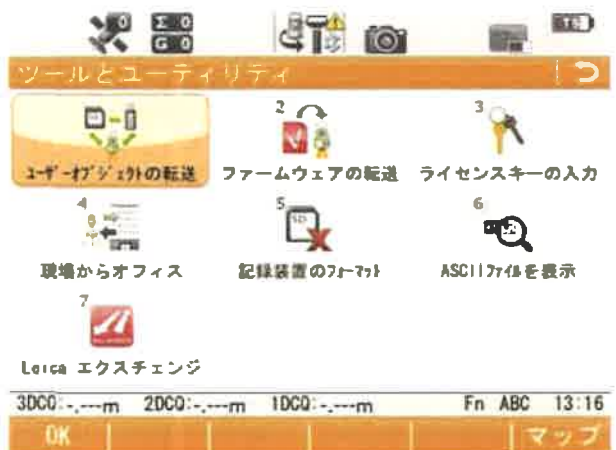 0 Σ 0
G 0
ツールとユーティリティ
ユーザーオブジェクトの転送
2
ファームウェアの転送
3
ライセンスキーの入力
4
現場からオフィス
5
記録装置のフォーマット
6
ASCIIファイルを表示
7
Leica エクスチェンジ
3DCQ:-.---m 2DCQ:-.---m 1DCQ:-.---m Fn ABC 13:16
OK マップ